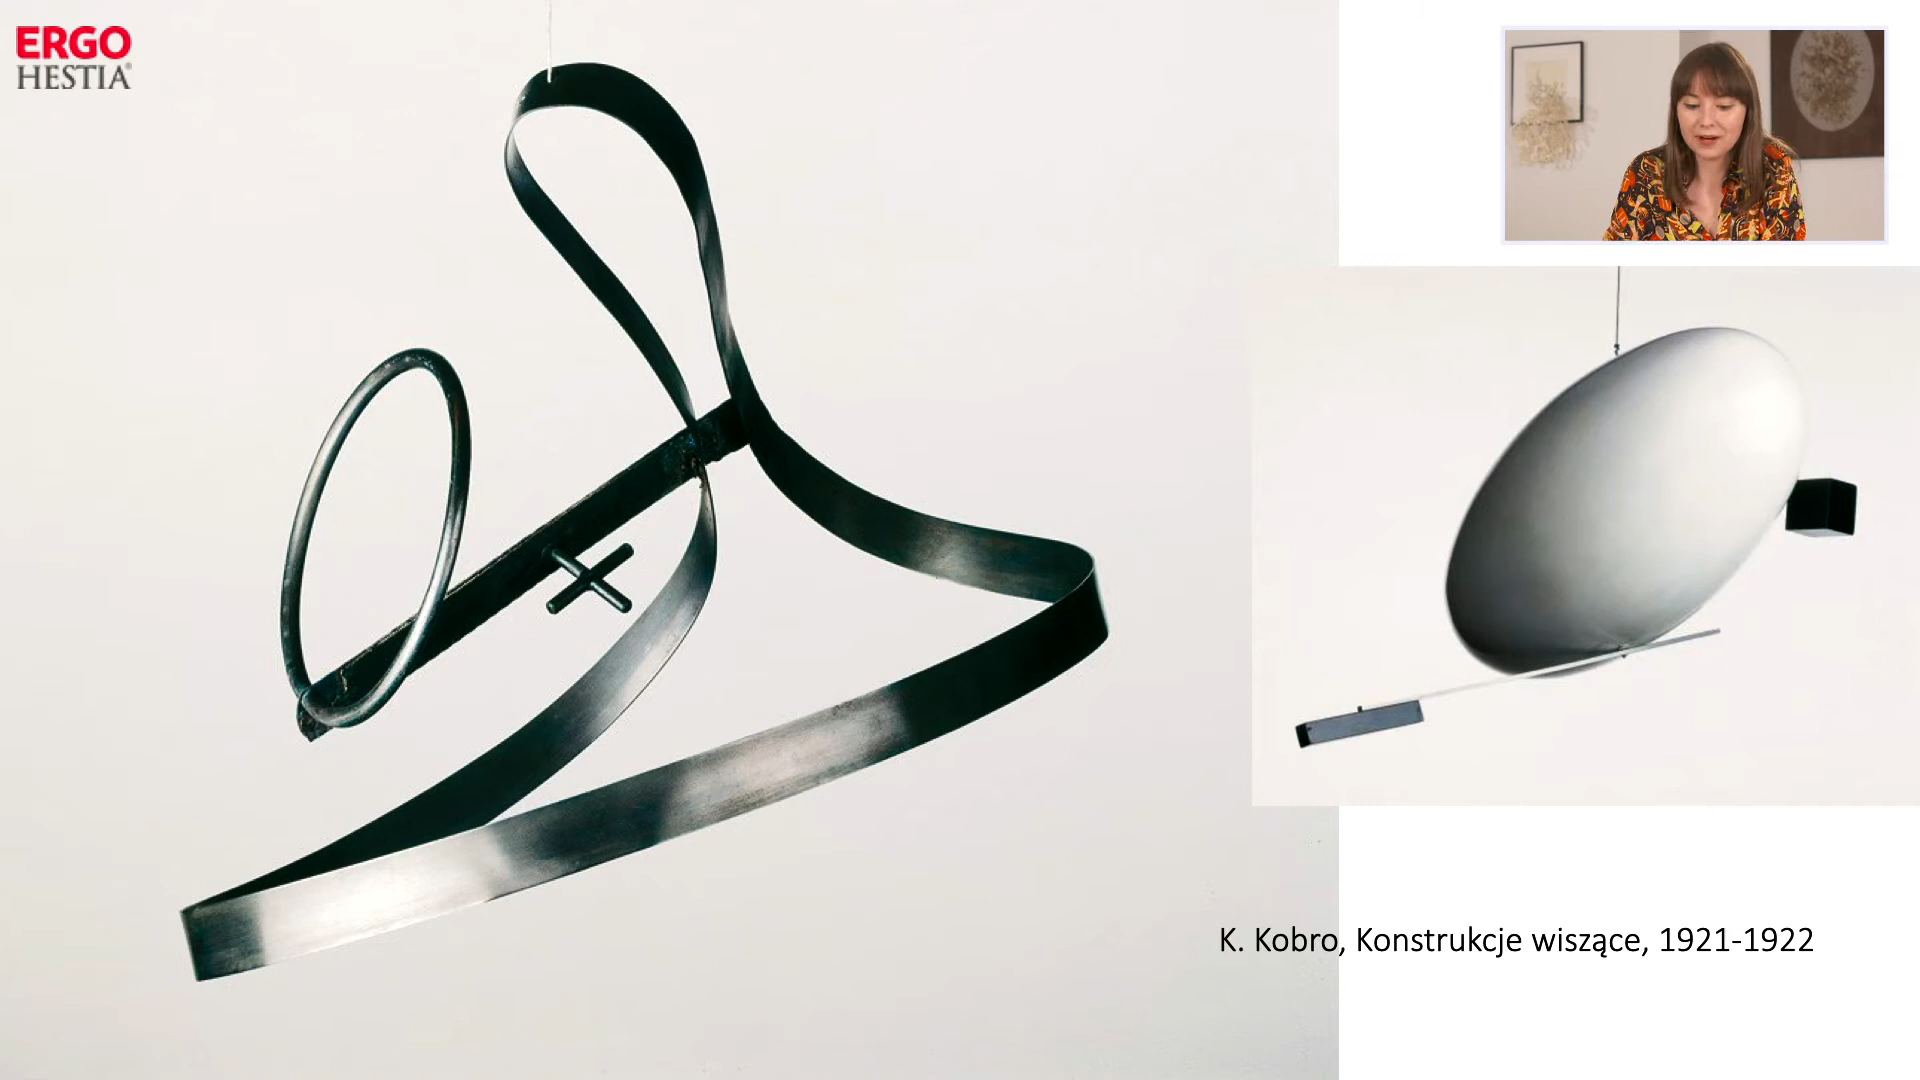 ERGO
HESTIA®
K. Kobro, Konstrukcje wiszące, 1921-1922